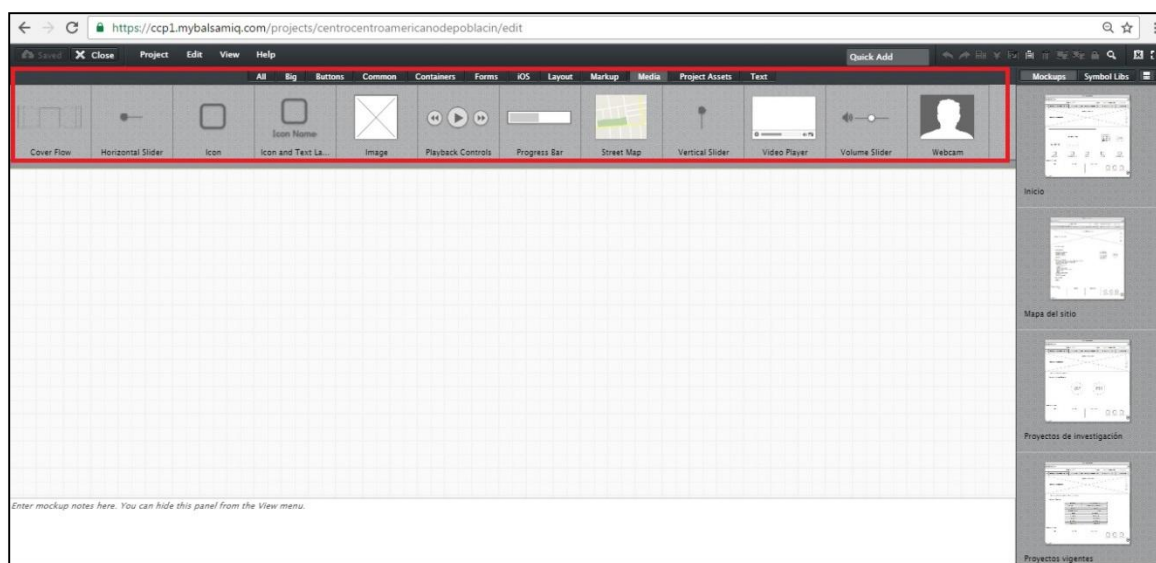 https://ccp1.mybalsamiq.com/projects/centrocentroamericanodepoblacin/edit
Saved Close Project Edit View Help Quick Add
All Big Buttons Common Containers Forms iOS Layout Markup Media Project Assets Text Mockups Symbol Libs
Icon Name
Cover Flow Horizontal Slider Icon Icon and Text La... Image Playback Controls Progress Bar Street Map Vertical Slider Video Player Volume Slider Webcam
Inicio
Mapa del sitio
Proyectos de investigación
Enter mockup notes here. You can hide this panel from the View menu.
Proyectos vigentes